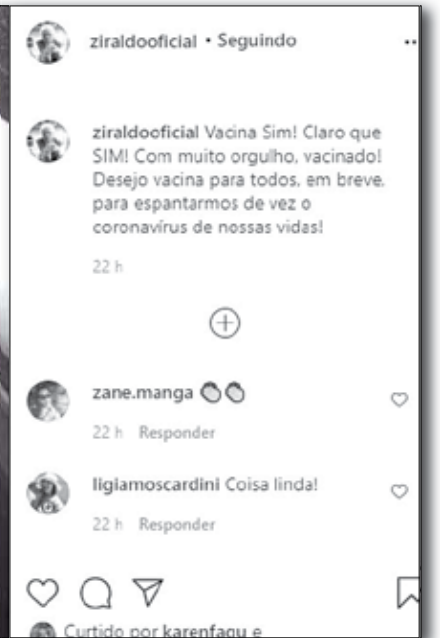 ziraldooficial • Seguindo
ziraldooficial Vacina Sim! Claro que
SIM! Com muito orgulho, vacinado!
Desejo vacina para todos, em breve,
para espantarmos de vez o
coronavírus de nossas vidas!
22 h
zane.manga
22 h Responder
ligiamoscardini Coisa linda!
22 h Responder
Curtido por karenfaqu e